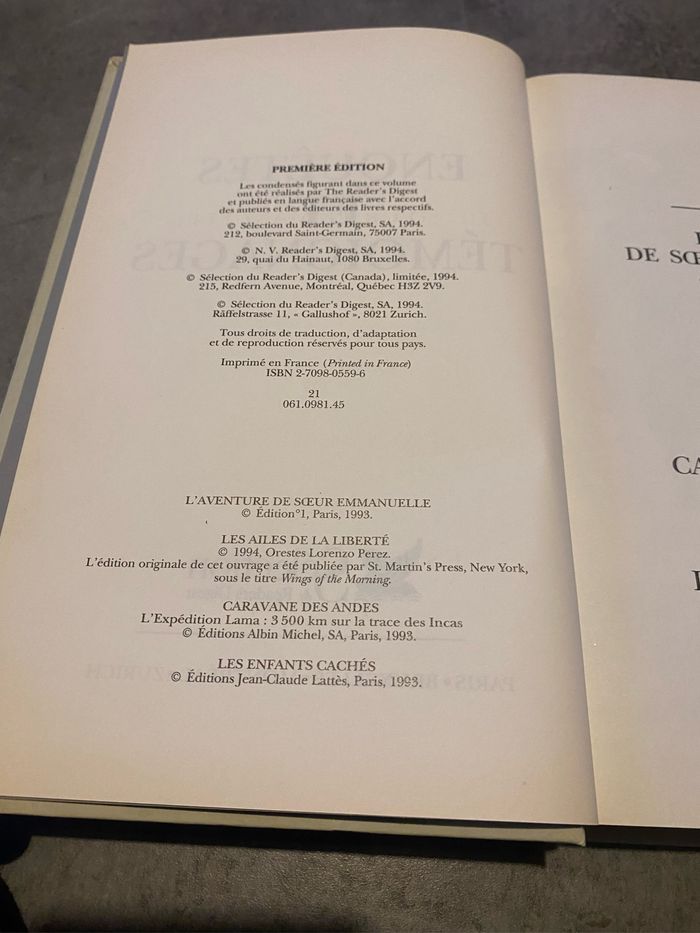 PREMIÈRE ÉDITION
Les condensés figurant dans ce volume
ont été réalisés par The Reader's Digest
et publiés en langue française avec l'accord
des auteurs et des éditeurs des livres respectifs.
© Sélection du Reader's Digest, SA, 1994.
212, boulevard Saint-Germain, 75007 Paris.
© N. V. Reader's Digest, SA, 1994.
29, quai du Hainaut, 1080 Bruxelles.
© Sélection du Reader's Digest (Canada), limitée, 1994.
215, Redfern Avenue, Montréal, Québec H3Z 2V9.
© Sélection du Reader's Digest, SA, 1994.
Räffelstrasse 11, « Gallushof », 8021 Zurich.
Tous droits de traduction, d'adaptation
et de reproduction réservés pour tous pays.
Imprimé en France (Printed in France)
ISBN 2-7098-0559-6
21
061.0981.45
L'AVENTURE DE SŒUR EMMANUELLE
© Édition°1, Paris, 1993.
LES AILES DE LA LIBERTÉ
© 1994, Orestes Lorenzo Perez.
L'édition originale de cet ouvrage a été publiée par St. Martin's Press, New York,
sous le titre Wings of the Morning.
CARAVANE DES ANDES
L'Expédition Lama : 3 500 km sur la trace des Incas
© Éditions Albin Michel, SA, Paris, 1993.
LES ENFANTS CACHÉS
© Éditions Jean-Claude Lattès, Paris, 1993.
DE SŒ
CA